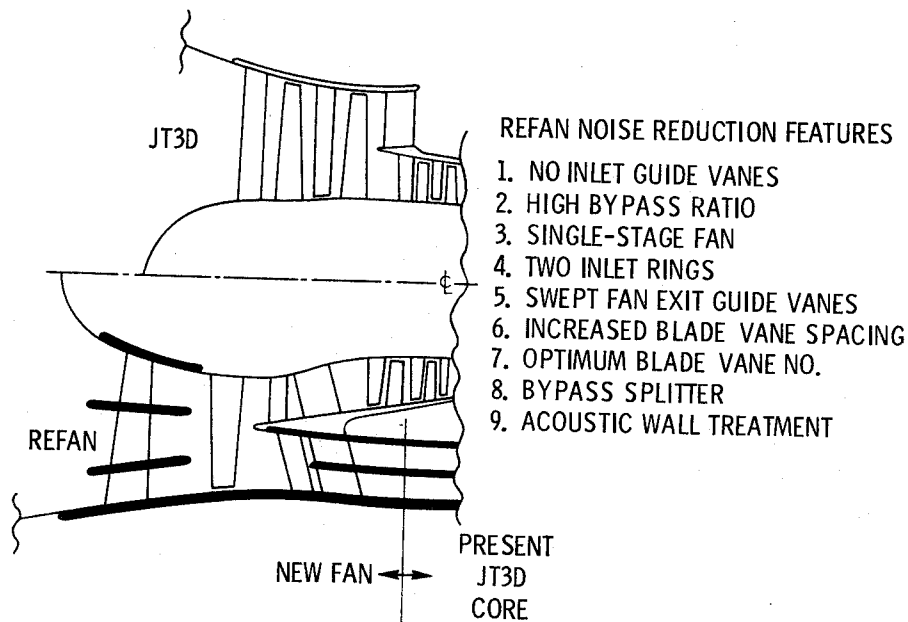 JT3D
REFAN NOISE REDUCTION FEATURES
1. NO INLET GUIDE VANES
2. HIGH BYPASS RATIO
3. SINGLE-STAGE FAN
4. TWO INLET RINGS
5. SWEPT FAN EXIT GUIDE VANES
6. INCREASED BLADE VANE SPACING
7. OPTIMUM BLADE VANE NO.
8. BYPASS SPLITTER
9. ACOUSTIC WALL TREATMENT
℄
REFAN
NEW FAN
PRESENT
JT3D
CORE